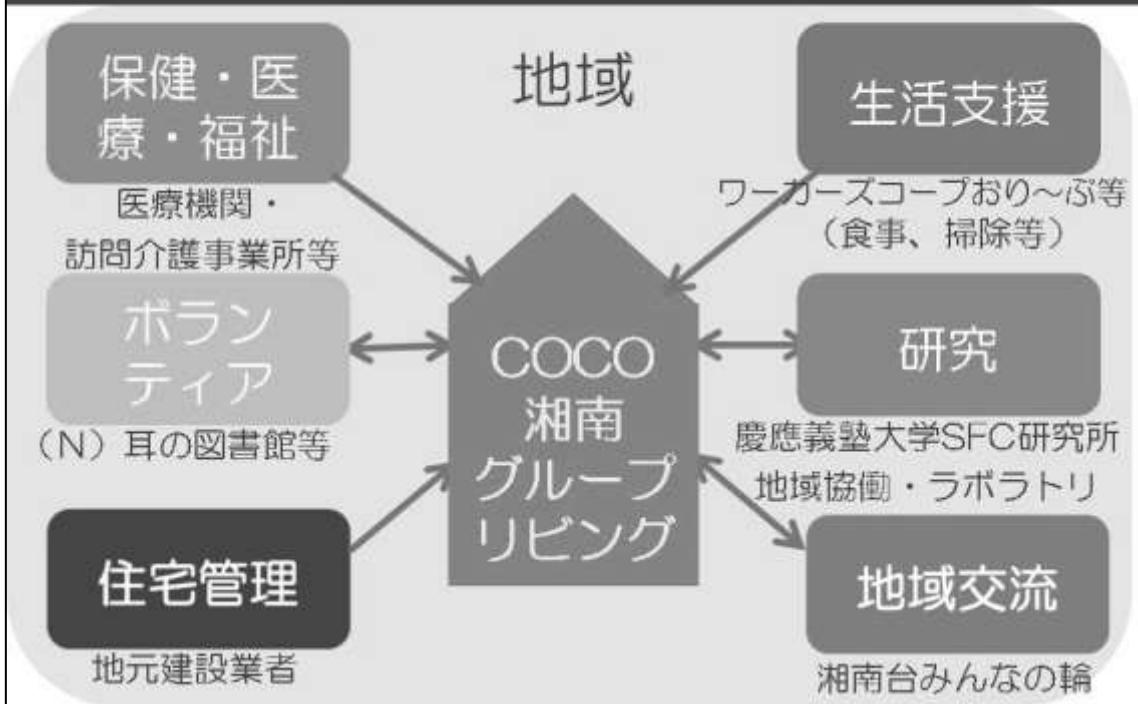 地域
保健・医
療・福祉
医療機関・
訪問介護事業所等
ボラン
ティア
（N）耳の図書館等
住宅管理
地元建設業者
COCO
湘南
グループ
リビング
生活支援
ワーカーズコープおり～ぶ等
（食事、掃除等）
研究
慶應義塾大学SFC研究所
地域協働・ラボラトリ
地域交流
湘南台みんなの輪